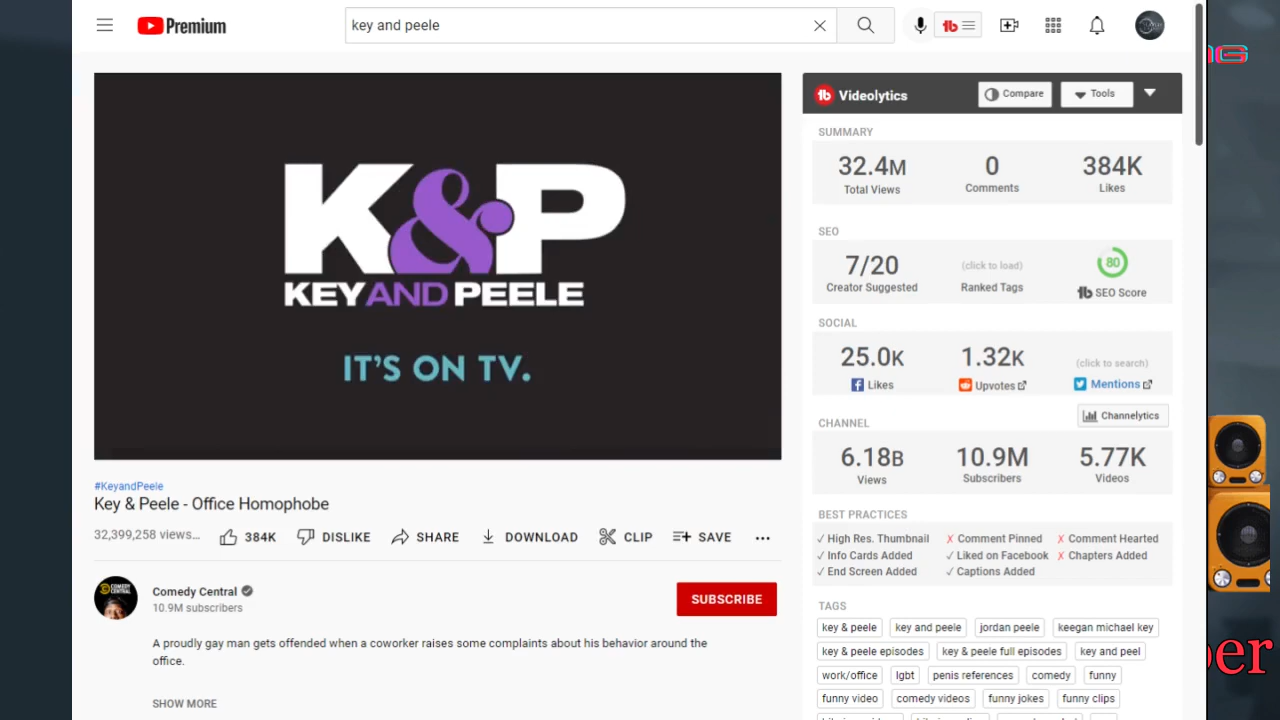 Premium
key and peele
K&P
KEYANDPEELE
IT'S ON TV.
#KeyandPeele
Key & Peele - Office Homophobe
32,399,258 views...
384K
DISLIKE
SHARE
DOWNLOAD
CLIP
SAVE
...
COMEDY CENTRAL
Comedy Central
10.9M subscribers
SUBSCRIBE
A proudly gay man gets offended when a coworker raises some complaints about his behavior around the
office.
SHOW MORE
Videolytics
Compare
Tools
SUMMARY
32.4M
Total Views
0
Comments
384K
Likes
SEO
7/20
Creator Suggested
(click to load)
Ranked Tags
80
SEO Score
SOCIAL
25.0K
Likes
1.32K
Upvotes
(click to search)
Mentions
CHANNEL
Channelytics
6.18B
Views
10.9M
Subscribers
5.77K
Videos
BEST PRACTICES
✓ High Res. Thumbnail
✗ Comment Pinned
✗ Comment Hearted
✓ Info Cards Added
✓ Liked on Facebook
✗ Chapters Added
✓ End Screen Added
✓ Captions Added
TAGS
key & peele
key and peele
jordan peele
keegan michael key
key & peele episodes
key & peele full episodes
key and peel
work/office
lgbt
penis references
comedy
funny
funny video
comedy videos
funny jokes
funny clips